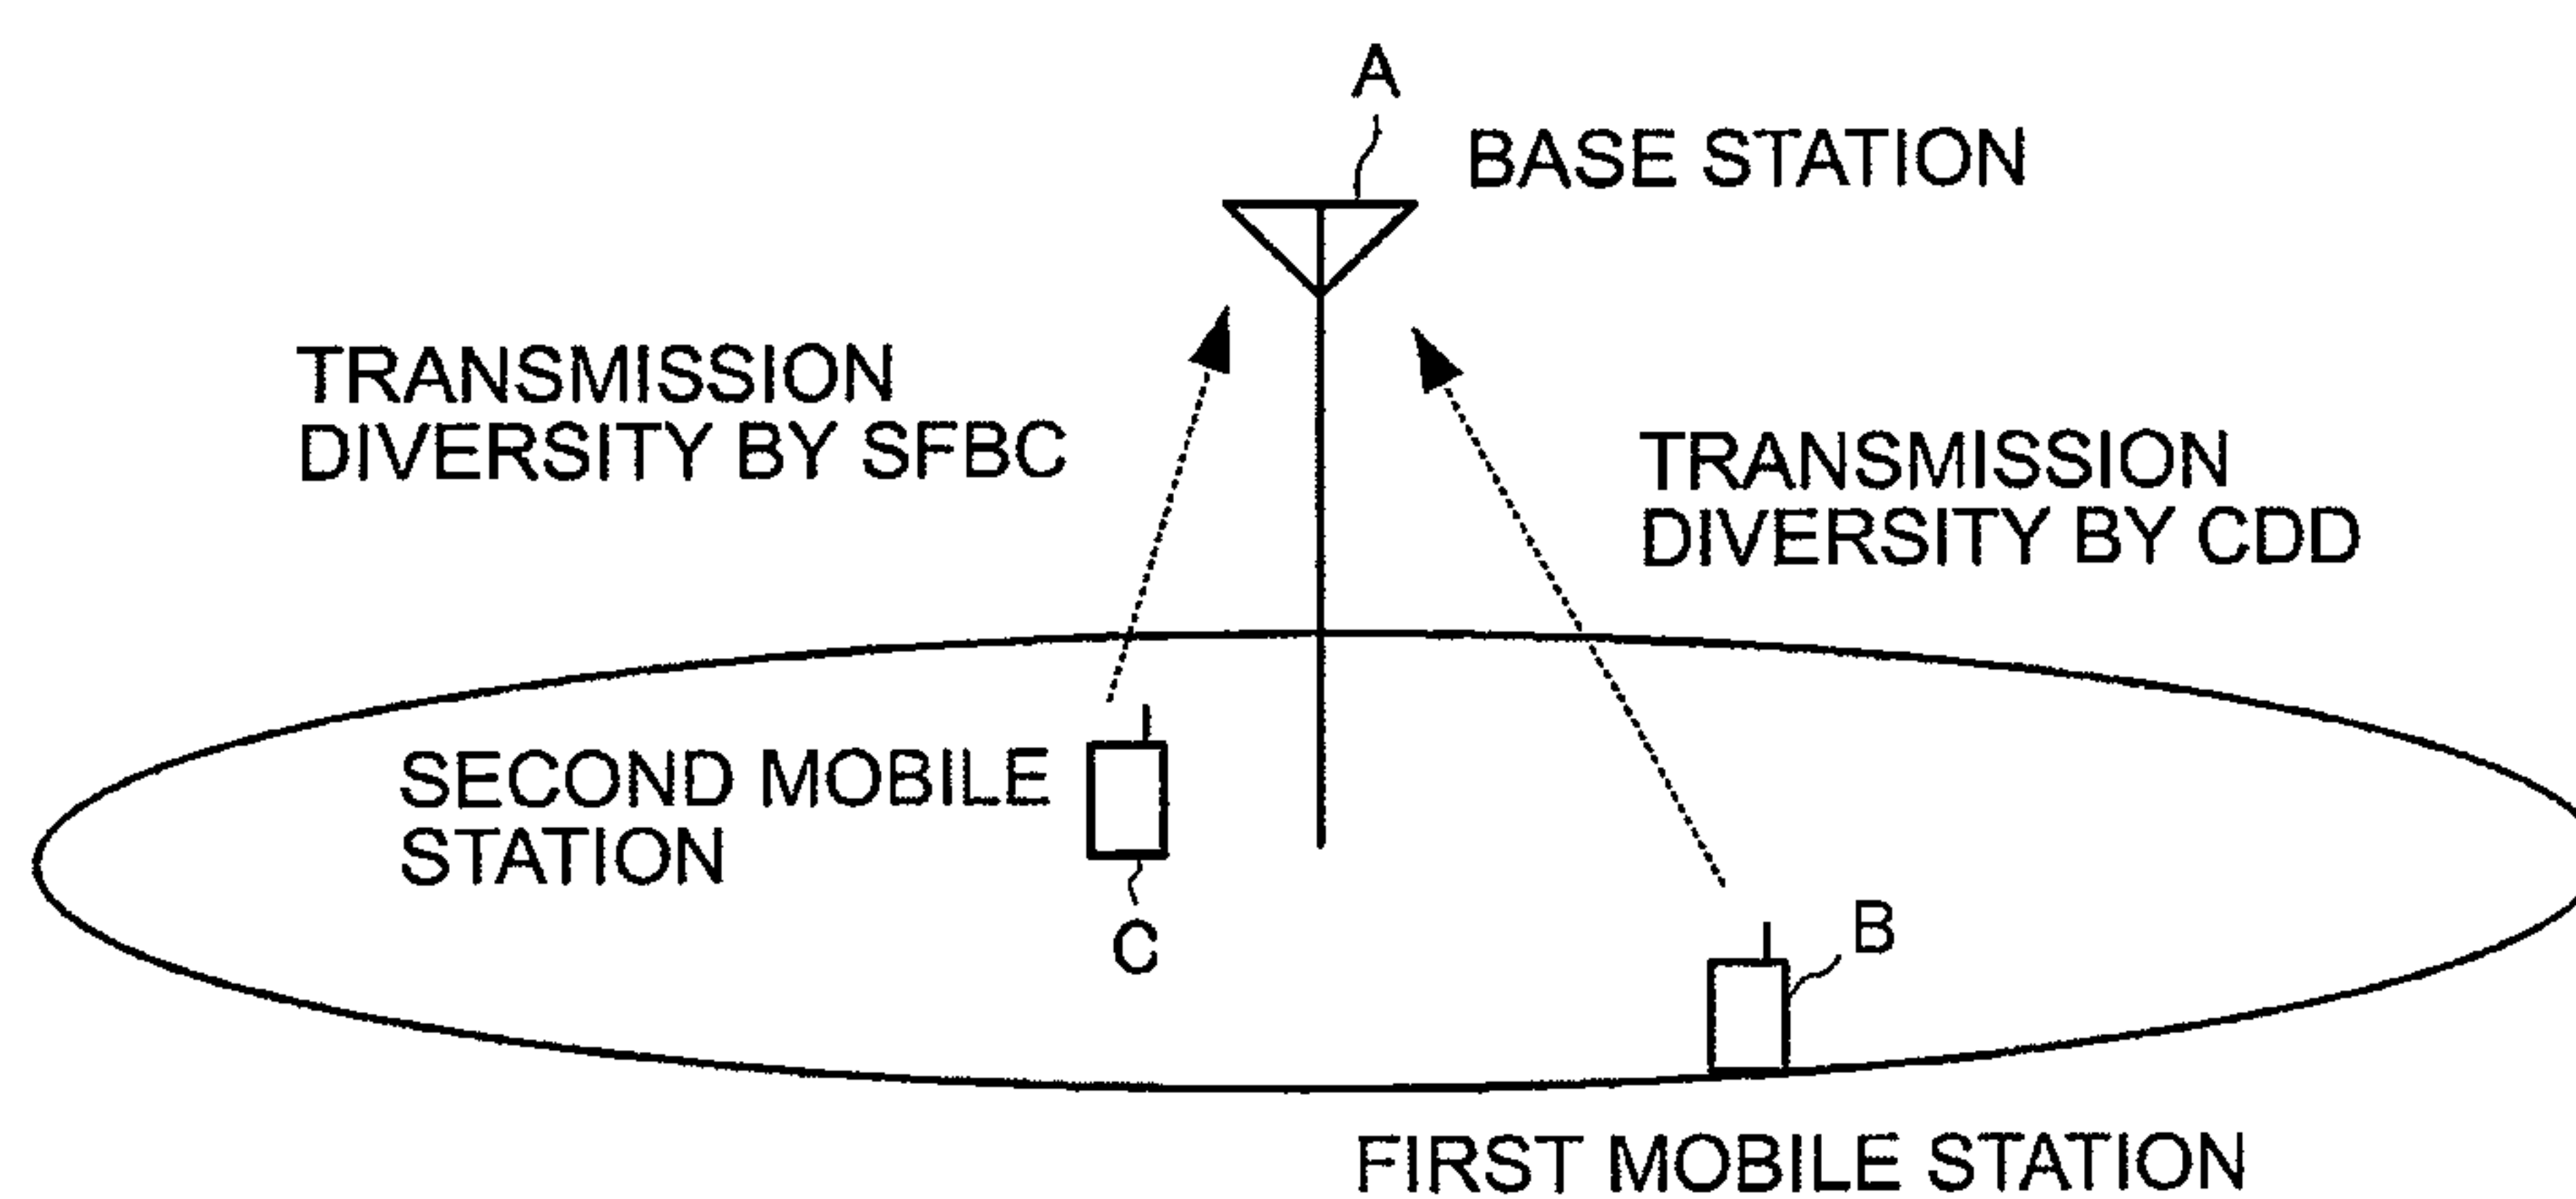 A
BASE STATION
TRANSMISSION
DIVERSITY BY SFBC
TRANSMISSION
DIVERSITY BY CDD
SECOND MOBILE
STATION
C
B
FIRST MOBILE STATION